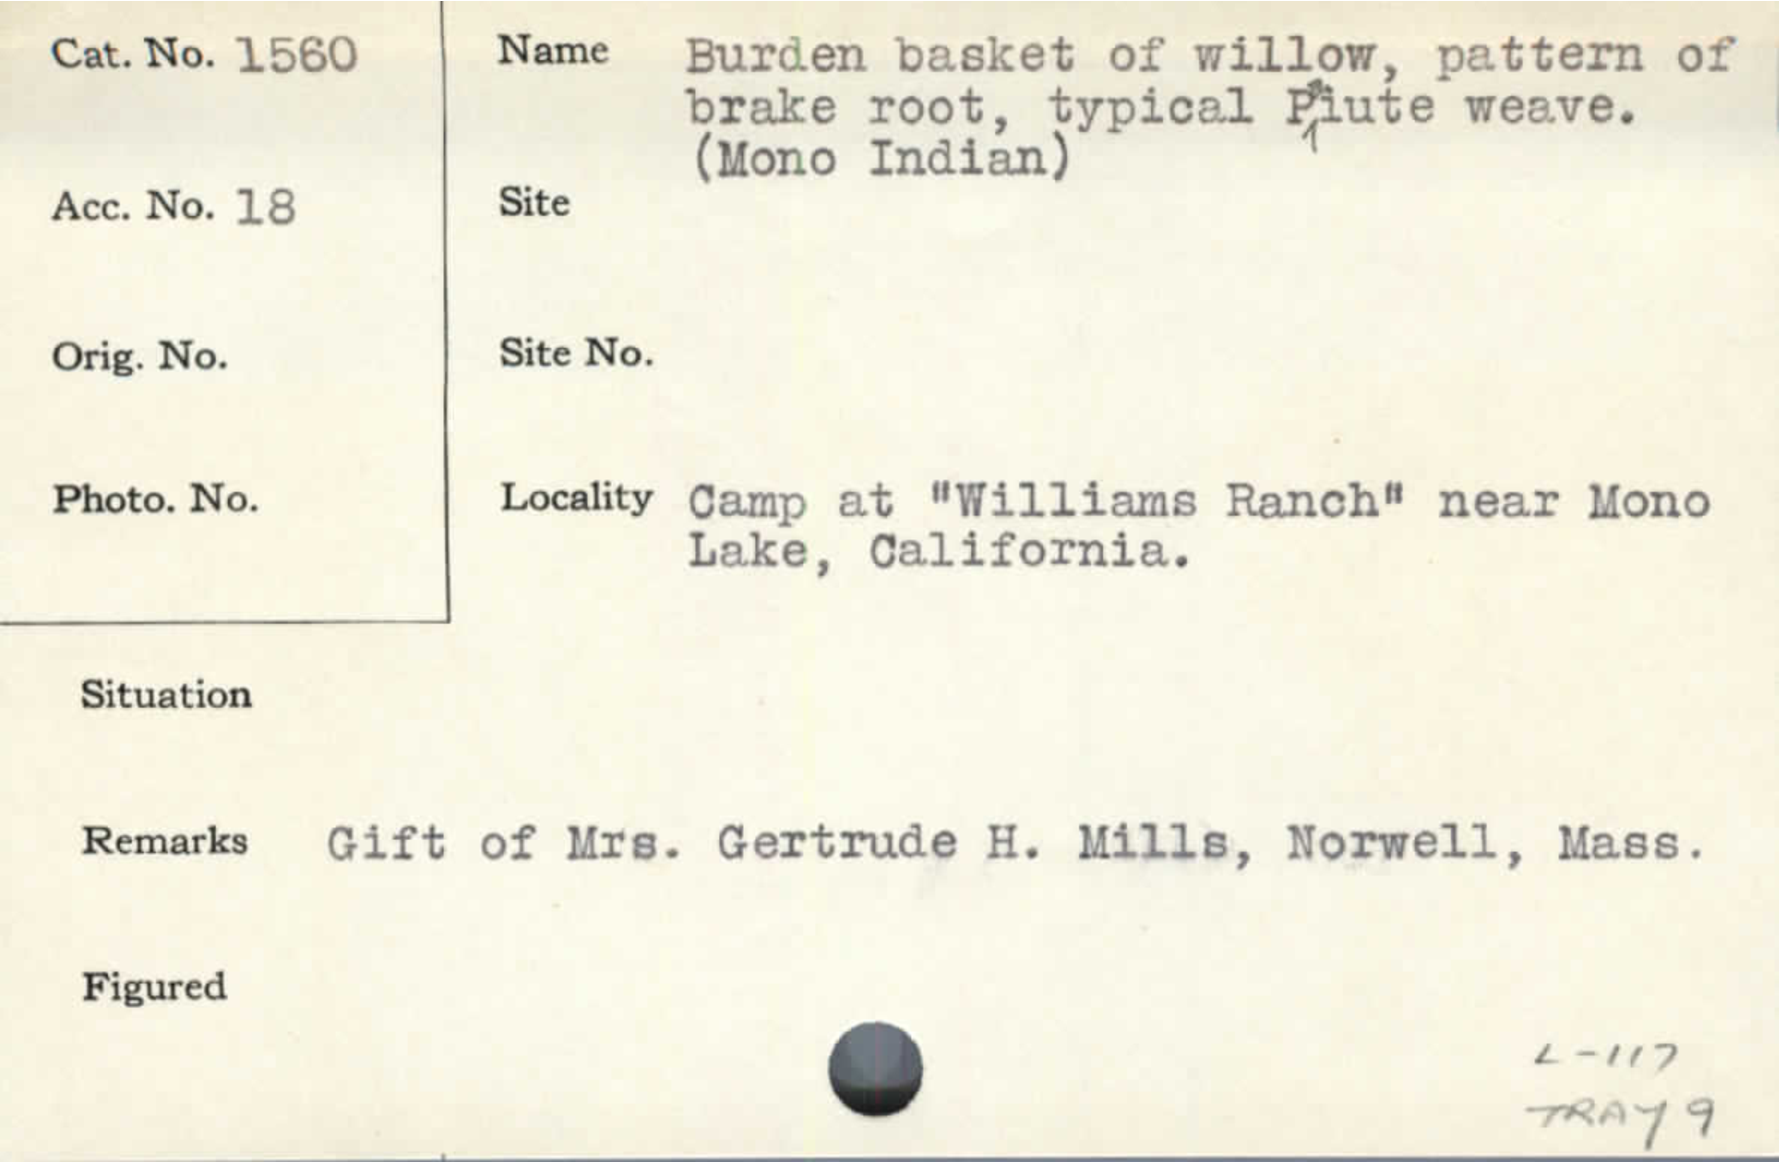 Cat. No. 1560
Acc. No. 18
Orig. No.
Photo. No.
Name Burden basket of willow, pattern of
brake root, typical Paiute weave.
(Mono Indian)
Site
Site No.
Locality Camp at "Williams Ranch" near Mono
Lake, California.
Situation
Remarks Gift of Mrs. Gertrude H. Mills, Norwell, Mass.
Figured
L-117
TRAY 9